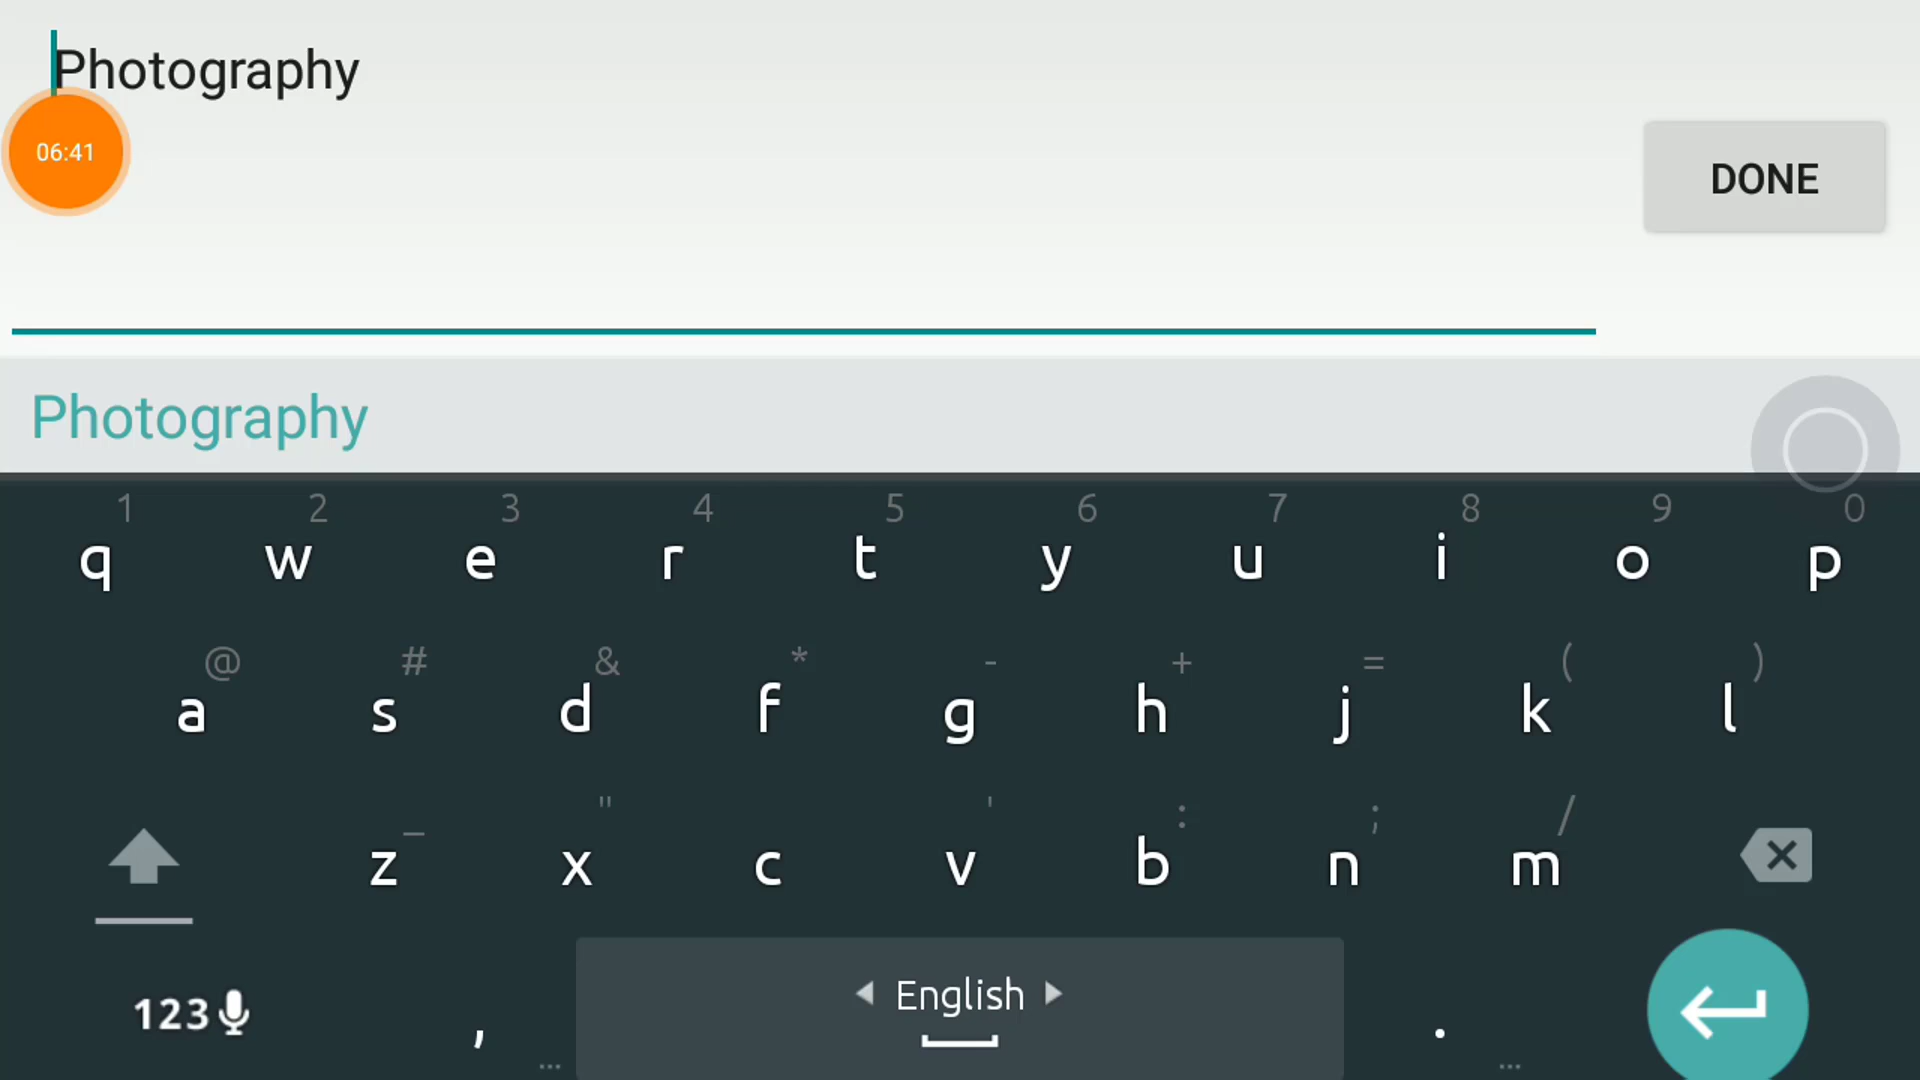 Photography
06:41
DONE
Photography
1 2 3 4 5 6 7 8 9 0
q w e r t y u i o p
@ # & * - + = ( )
a s d f g h j k l
_ " ' : ; /
z x c v b n m
123 , English .
... ...